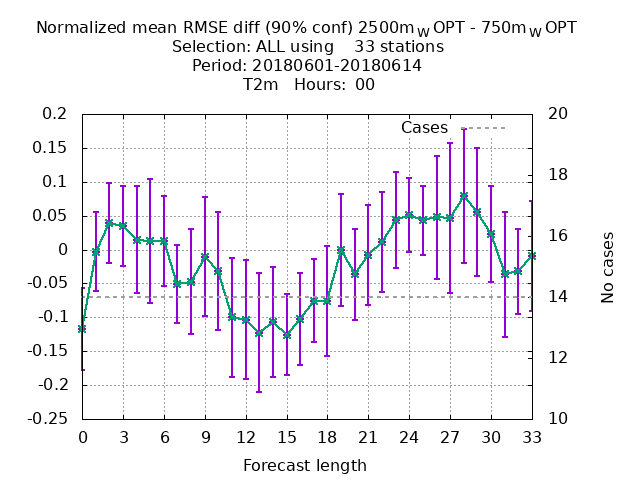 Normalized mean RMSE diff (90% conf) 2500m_W OPT - 750m_W OPT
Selection: ALL using 33 stations
Period: 20180601-20180614
T2m Hours: 00
Cases
0.2
0.15
0.1
0.05
0
-0.05
-0.1
-0.15
-0.2
-0.25
20
18
16
14
12
10
No cases
0 3 6 9 12 15 18 21 24 27 30 33
Forecast length